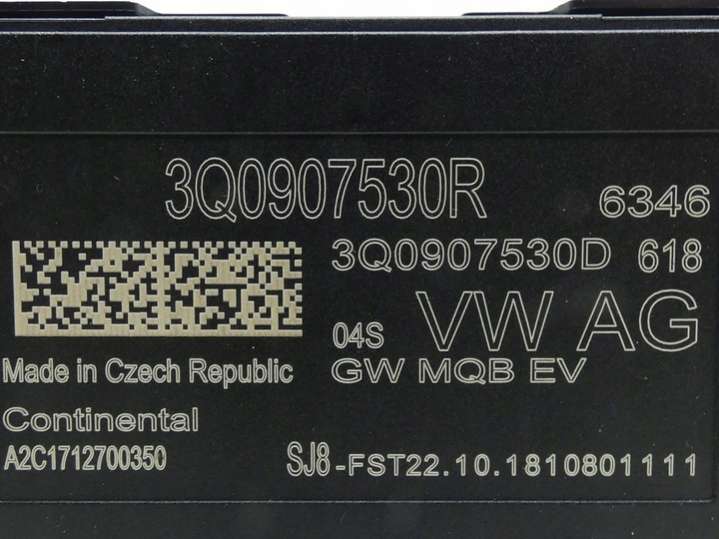 3Q0907530R 6346
3Q0907530D 618
04S VW AG
Made in Czech Republic GW MQB EV
Continental
A2C1712700350 SJ8-FST22.10.1810801111